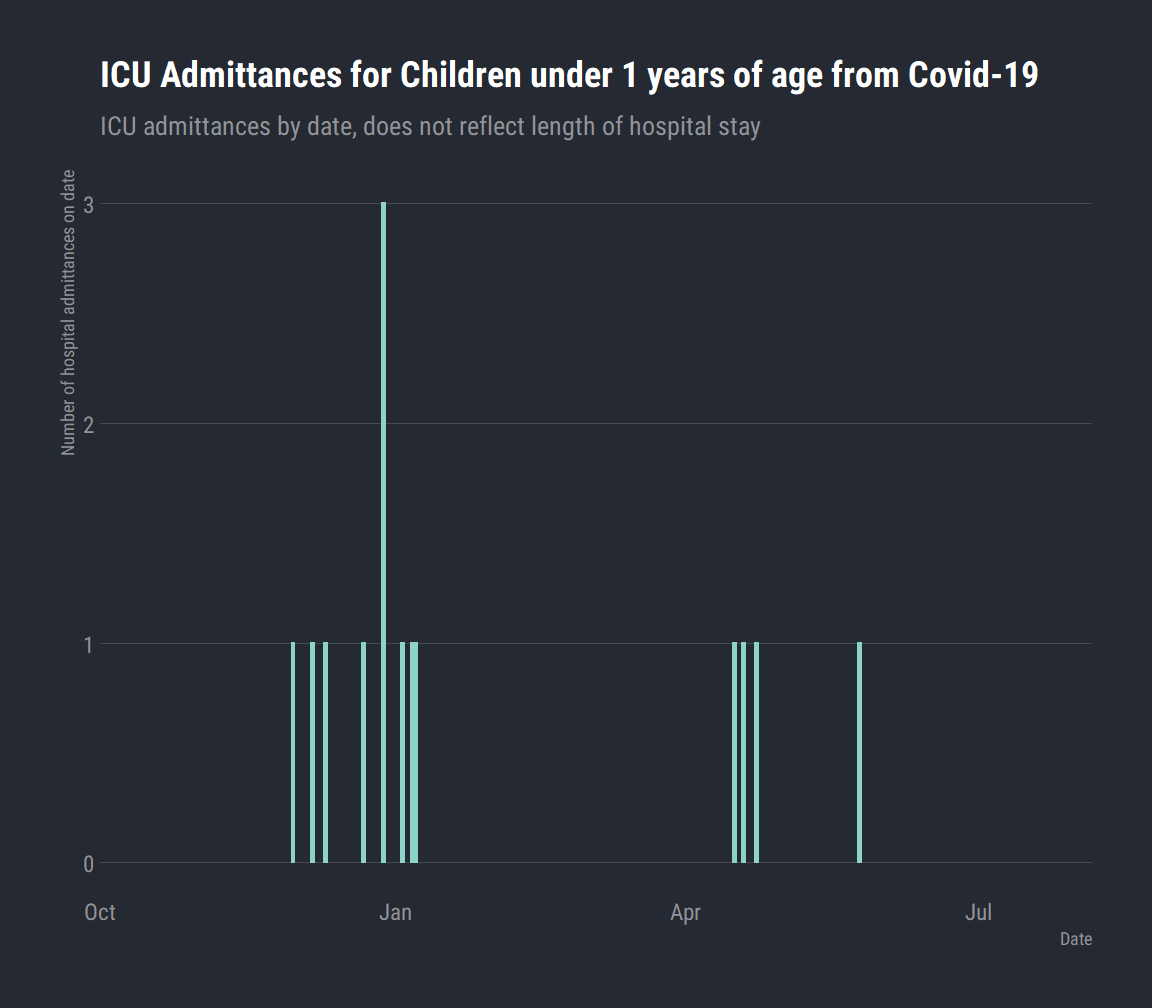 ICU Admittances for Children under 1 years of age from Covid-19
ICU admittances by date, does not reflect length of hospital stay
Number of hospital admittances on date
3
2
1
0
Oct Jan Apr Jul
Date